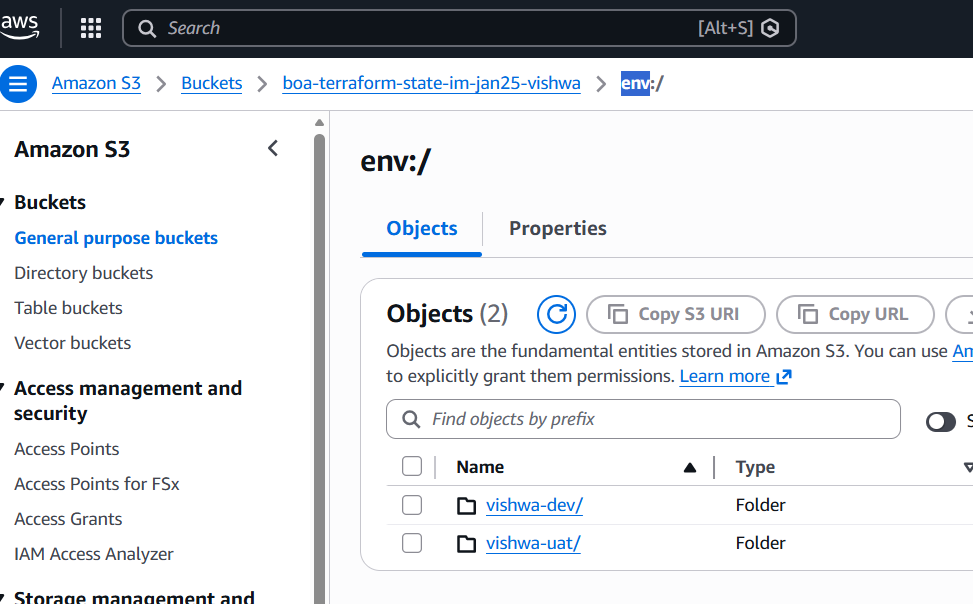 aws
Search [Alt+S]
Amazon S3 Buckets boa-terraform-state-im-jan25-vishwa env:/
Amazon S3
Buckets
General purpose buckets
Directory buckets
Table buckets
Vector buckets
Access management and
security
Access Points
Access Points for FSx
Access Grants
IAM Access Analyzer
Storage management and
env:/
Objects Properties
Objects (2) Copy S3 URI Copy URL
Objects are the fundamental entities stored in Amazon S3. You can use
to explicitly grant them permissions. Learn more
Find objects by prefix
Name Type
vishwa-dev/ Folder
vishwa-uat/ Folder